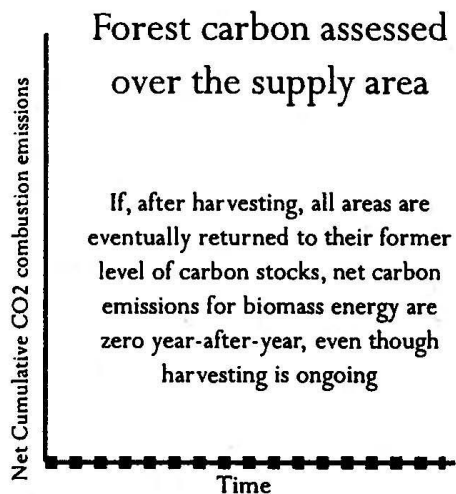 Forest carbon assessed
over the supply area
If, after harvesting, all areas are
eventually returned to their former
level of carbon stocks, net carbon
emissions for biomass energy are
zero year-after-year, even though
harvesting is ongoing
Net Cumulative CO2 combustion emissions
Time